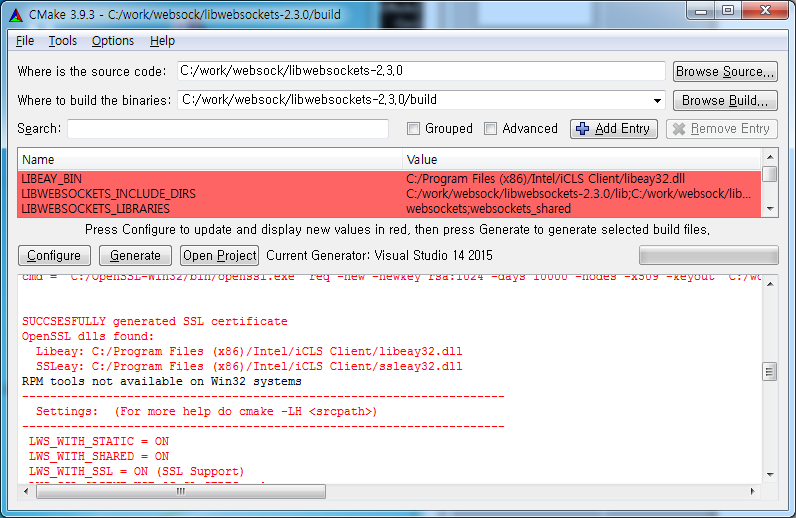 CMake 3.9.3 - C:/work/websock/libwebsockets-2.3.0/build
File Tools Options Help
Where is the source code: C:/work/websock/libwebsockets-2.3.0 Browse Source...
Where to build the binaries: C:/work/websock/libwebsockets-2.3.0/build Browse Build...
Search: Grouped Advanced Add Entry Remove Entry
Name Value
LIBEAY_BIN C:/Program Files (x86)/Intel/iCLS Client/libeay32.dll
LIBWEBSOCKETS_INCLUDE_DIRS C:/work/websock/libwebsockets-2.3.0/lib;C:/work/websock/lib...
LIBWEBSOCKETS_LIBRARIES websockets;websockets_shared
Press Configure to update and display new values in red, then press Generate to generate selected build files.
Configure Generate Open Project Current Generator: Visual Studio 14 2015
cmd = "C:/OpenSSL-Win32/bin/openssl.exe" req -new -newkey rsa:1024 -days 10000 -nodes -x509 -keyout "C:/wo
SUCCSESFULLY generated SSL certificate
OpenSSL dlls found:
Libeay: C:/Program Files (x86)/Intel/iCLS Client/libeay32.dll
SSLeay: C:/Program Files (x86)/Intel/iCLS Client/ssleay32.dll
RPM tools not available on Win32 systems
---------------------------------------------------------------------
Settings: (For more help do cmake -LH <srcpath>)
---------------------------------------------------------------------
LWS_WITH_STATIC = ON
LWS_WITH_SHARED = ON
LWS_WITH_SSL = ON (SSL Support)